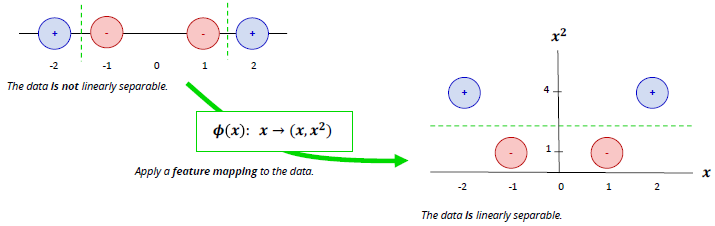 + - - +
-2 -1 0 1 2
The data is not linearly separable.
ϕ(x): x → (x, x²)
Apply a feature mapping to the data.
x²
+ +
4
- -
1
x
-2 -1 0 1 2
The data is linearly separable.